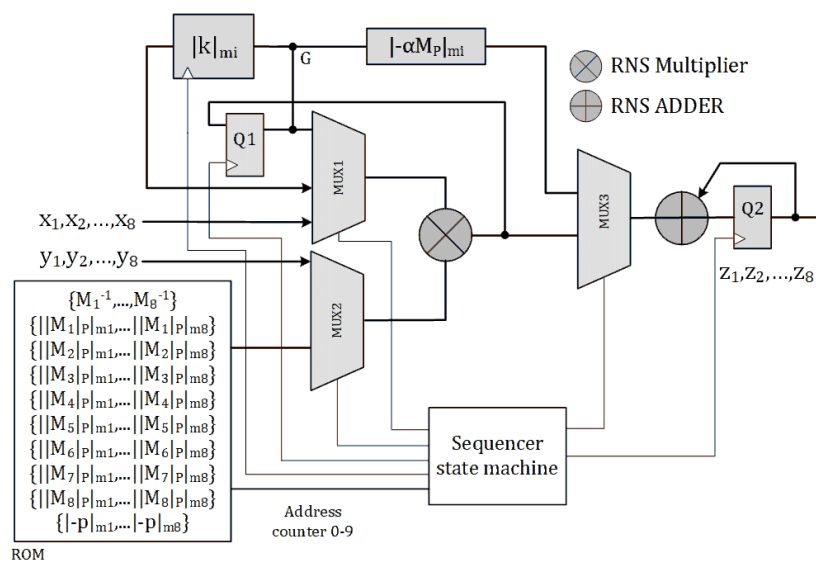 |k|mi
G
|-αMP|mi
RNS Multiplier
RNS ADDER
Q1
MUX1
MUX3
Q2
x1,x2,...,x8
y1,y2,...,y8
MUX2
z1,z2,...,z8
{M1-1,...,M8-1}
{||M1|P|m1,...||M1|P|m8}
{||M2|P|m1,...||M2|P|m8}
{||M3|P|m1,...||M3|P|m8}
{||M4|P|m1,...||M4|P|m8}
{||M5|P|m1,...||M5|P|m8}
{||M6|P|m1,...||M6|P|m8}
{||M7|P|m1,...||M7|P|m8}
{||M8|P|m1,...||M8|P|m8}
{|-p|m1,...|-p|m8}
Sequencer
state machine
Address
counter 0-9
ROM